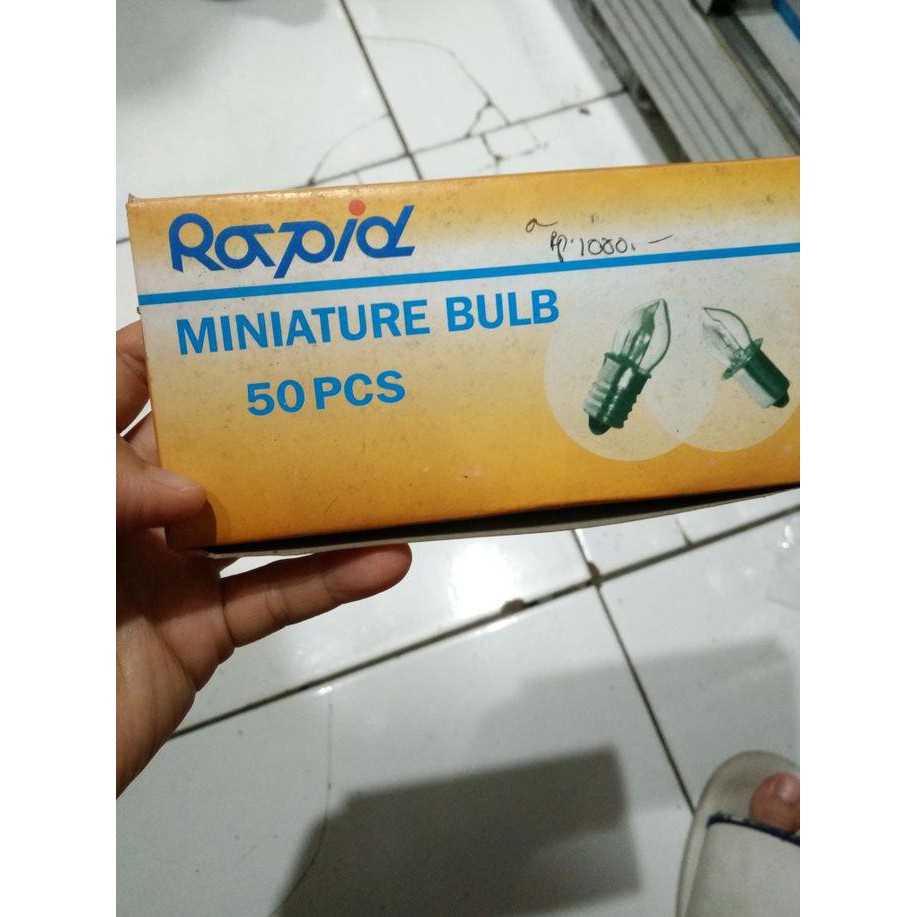 Rapid
a Rp. 1000.-
MINIATURE BULB
50 PCS